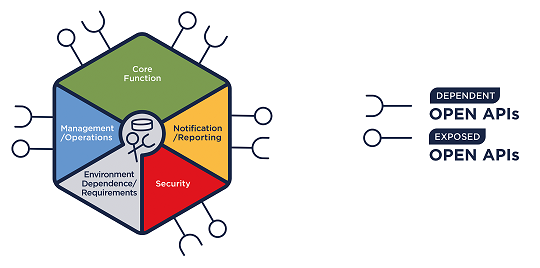 Core
Function
Management
/Operations
Notification
/Reporting
Environment
Dependence/
Requirements
Security
DEPENDENT
OPEN APIs
EXPOSED
OPEN APIs